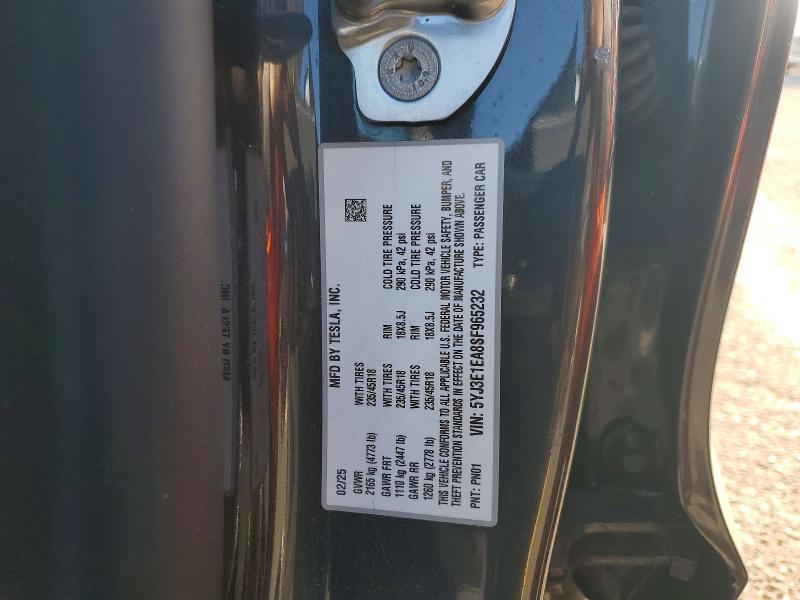 MFD BY TESLA, INC.
02/25
GVWR WITH TIRES RIM COLD TIRE PRESSURE
2165 kg (4773 lb) 235/45R18 18X8.5J 290 kPa, 42 psi
GAWR FRT WITH TIRES
1110 kg (2447 lb) 235/45R18
GAWR RR WITH TIRES RIM COLD TIRE PRESSURE
1260 kg (2778 lb) 235/45R18 18X8.5J 290 kPa, 42 psi
THIS VEHICLE CONFORMS TO ALL APPLICABLE U.S. FEDERAL MOTOR VEHICLE SAFETY, BUMPER, AND
THEFT PREVENTION STANDARDS IN EFFECT ON THE DATE OF MANUFACTURE SHOWN ABOVE.
PNT: PN01 VIN: 5YJ3E1EA8SF965232 TYPE: PASSENGER CAR